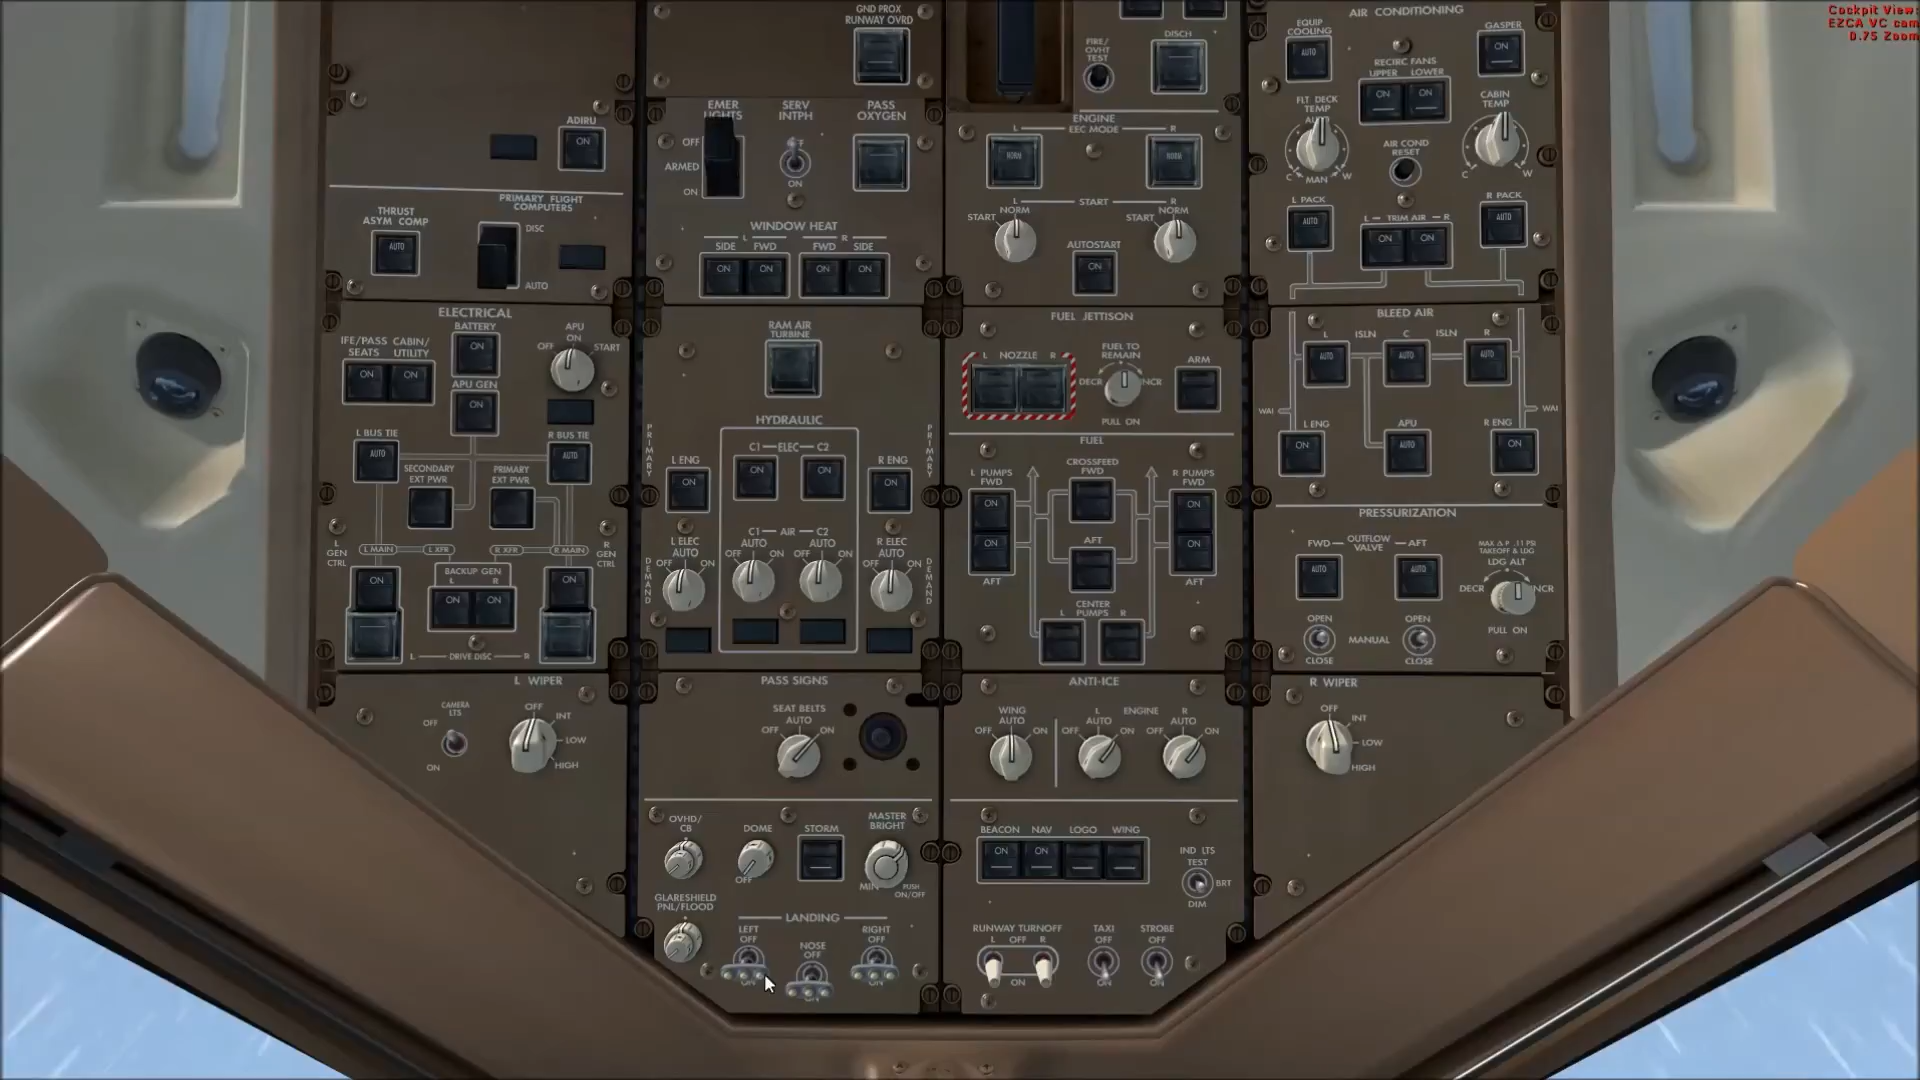 Cockpit View:
EZCA VC cam
0.75 Zoom
GND PROX
RUNWAY OVRD
ADIRU
ON
THRUST
ASYM COMP
AUTO
PRIMARY FLIGHT
COMPUTERS
DISC
AUTO
ELECTRICAL
IFE/PASS CABIN/
SEATS UTILITY
ON ON
BATTERY
ON
APU
OFF ON START
APU GEN
ON
L BUS TIE
AUTO
R BUS TIE
AUTO
SECONDARY
EXT PWR
PRIMARY
EXT PWR
L MAIN L XFR R XFR R MAIN
L
GEN
CTRL
R
GEN
CTRL
ON
BACKUP GEN
L R
ON ON
ON
L DRIVE DISC R
L WIPER
CAMERA
LTS
OFF
ON
OFF
INT
LOW
HIGH
EMER
LIGHTS
OFF
ARMED
ON
SERV
INTPH
ON
PASS
OXYGEN
WINDOW HEAT
L R
SIDE FWD FWD SIDE
ON ON ON ON
RAM AIR
TURBINE
HYDRAULIC
PRIMARY
PRIMARY
C1 ELEC C2
L ENG
ON
ON ON
R ENG
ON
C1 AIR C2
L ELEC
AUTO
OFF ON
AUTO
OFF ON
AUTO
OFF ON
R ELEC
AUTO
OFF ON
DEMAND
DEMAND
PASS SIGNS
SEAT BELTS
AUTO
OFF ON
OVHD/
CB
DOME
OFF
STORM
MASTER
BRIGHT
MIN
PUSH
ON/OFF
GLARESHIELD
PNL/FLOOD
LANDING
LEFT
OFF
ON
NOSE
OFF
ON
RIGHT
OFF
ON
FIRE/
OVHT
TEST
DISCH
ENGINE
L EEC MODE R
NORM NORM
L START R
START NORM START NORM
AUTOSTART
ON
FUEL JETTISON
L NOZZLE R
FUEL TO
REMAIN
DECR INCR
PULL ON
ARM
FUEL
L PUMPS
FWD
ON
ON
AFT
CROSSFEED
FWD
AFT
R PUMPS
FWD
ON
ON
AFT
CENTER
L PUMPS R
ANTI-ICE
WING
AUTO
OFF ON
L ENGINE R
AUTO AUTO
OFF ON OFF ON
BEACON NAV LOGO WING
ON ON
IND LTS
TEST
BRT
DIM
RUNWAY TURNOFF
L OFF R
ON
TAXI
OFF
ON
STROBE
OFF
ON
AIR CONDITIONING
EQUIP
COOLING
AUTO
GASPER
ON
RECIRC FANS
UPPER LOWER
ON ON
FLT DECK
TEMP
AUTO
C MAN W
AIR COND
RESET
CABIN
TEMP
C W
L PACK
AUTO
L TRIM AIR R
ON ON
R PACK
AUTO
BLEED AIR
L ISLN C ISLN R
AUTO AUTO AUTO
WAI WAI
L ENG
ON
APU
AUTO
R ENG
ON
PRESSURIZATION
FWD OUTFLOW AFT
VALVE
AUTO AUTO
MAX Δ P .11 PSI
TAKEOFF & LDG
LDG ALT
DECR INCR
PULL ON
OPEN
CLOSE
MANUAL
OPEN
CLOSE
R WIPER
OFF
INT
LOW
HIGH